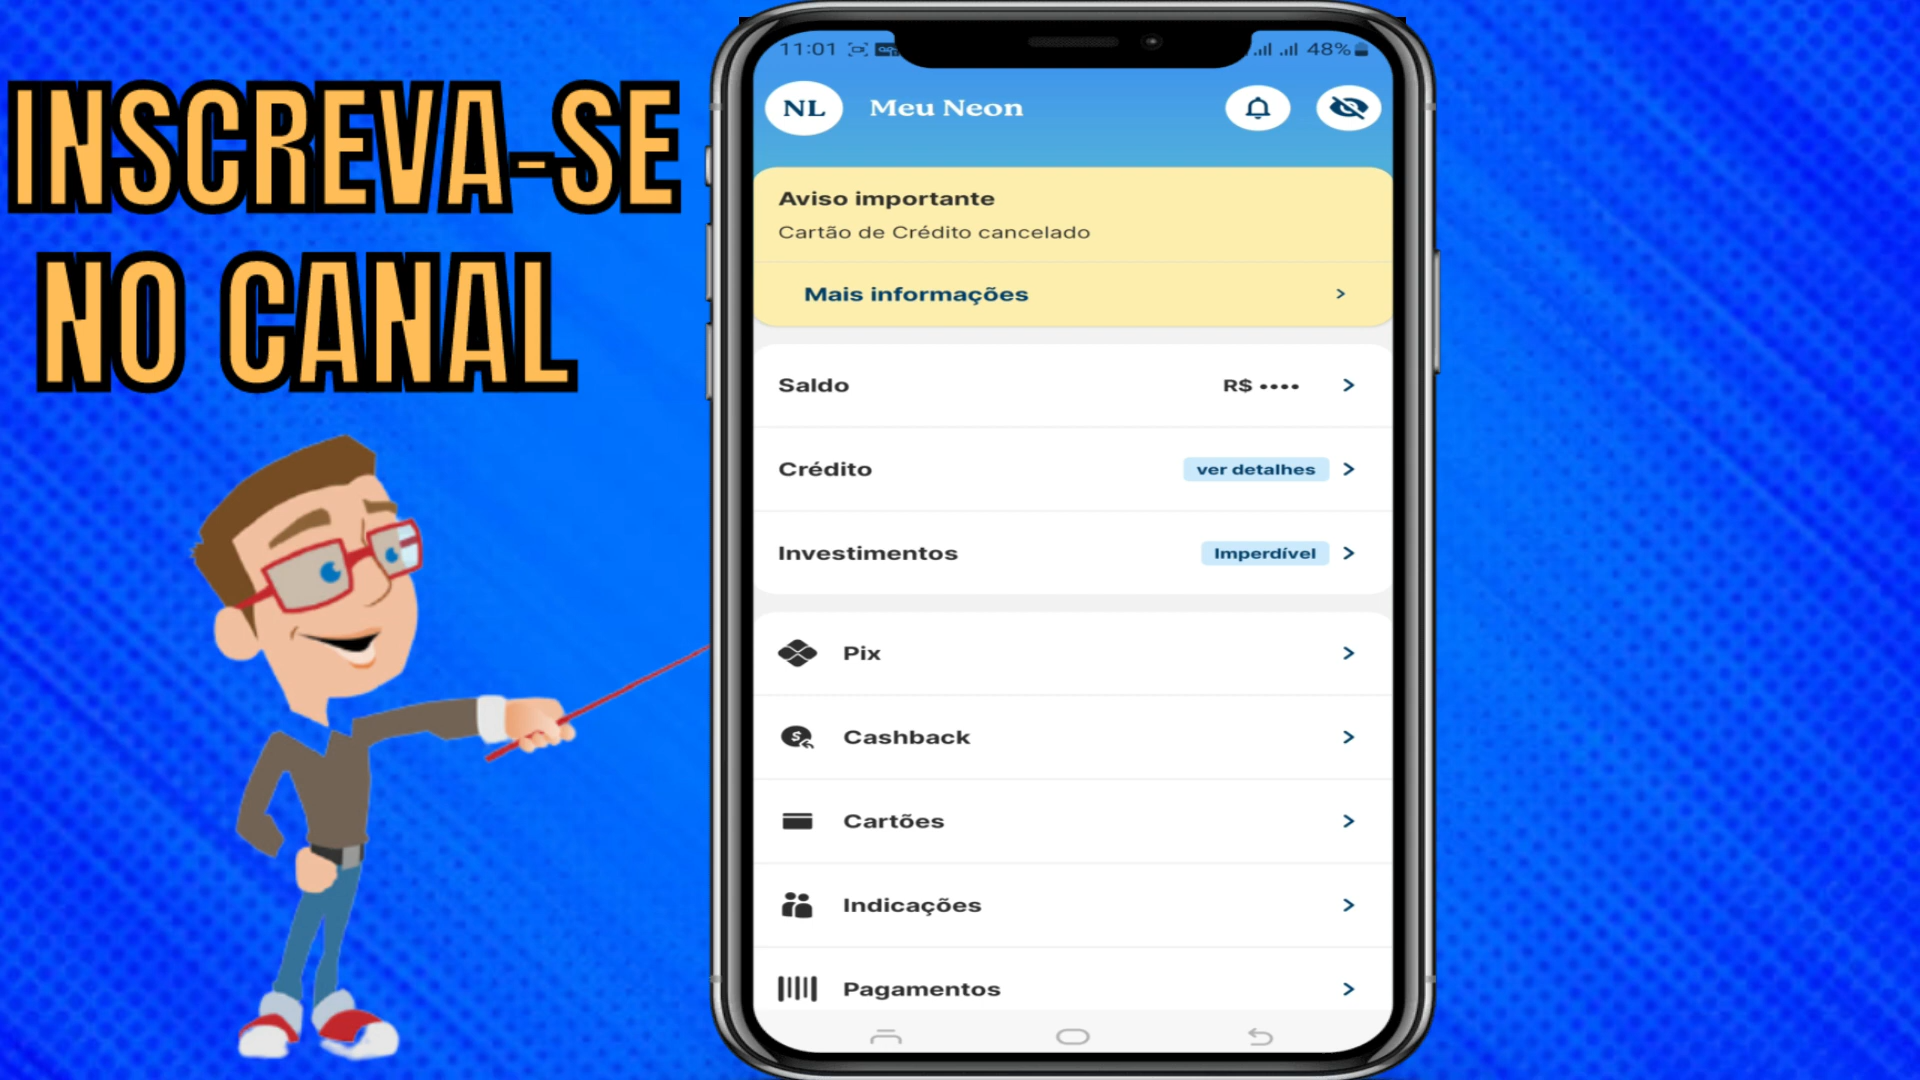 INSCREVA-SE
NO CANAL
11:01
48%
NL
Meu Neon
Aviso importante
Cartão de Crédito cancelado
Mais informações
Saldo
R$ ••••
Crédito
ver detalhes
Investimentos
Imperdível
Pix
Cashback
Cartões
Indicações
Pagamentos